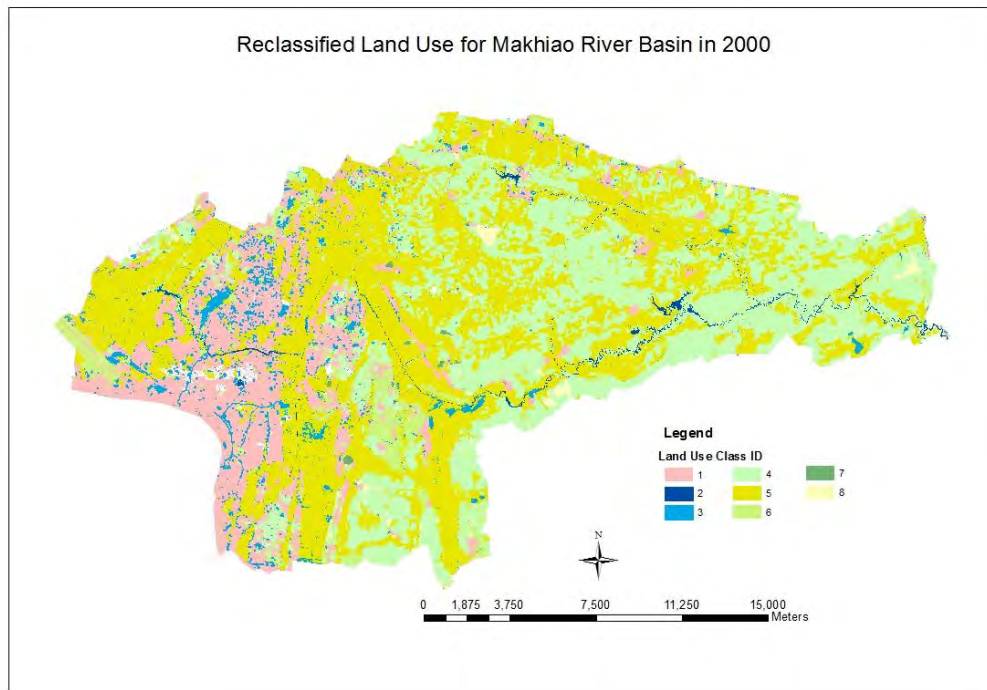 Reclassified Land Use for Makhiao River Basin in 2000
Legend
Land Use Class ID
1 4 7
2 5 8
3 6
N
0 1,875 3,750 7,500 11,250 15,000
Meters